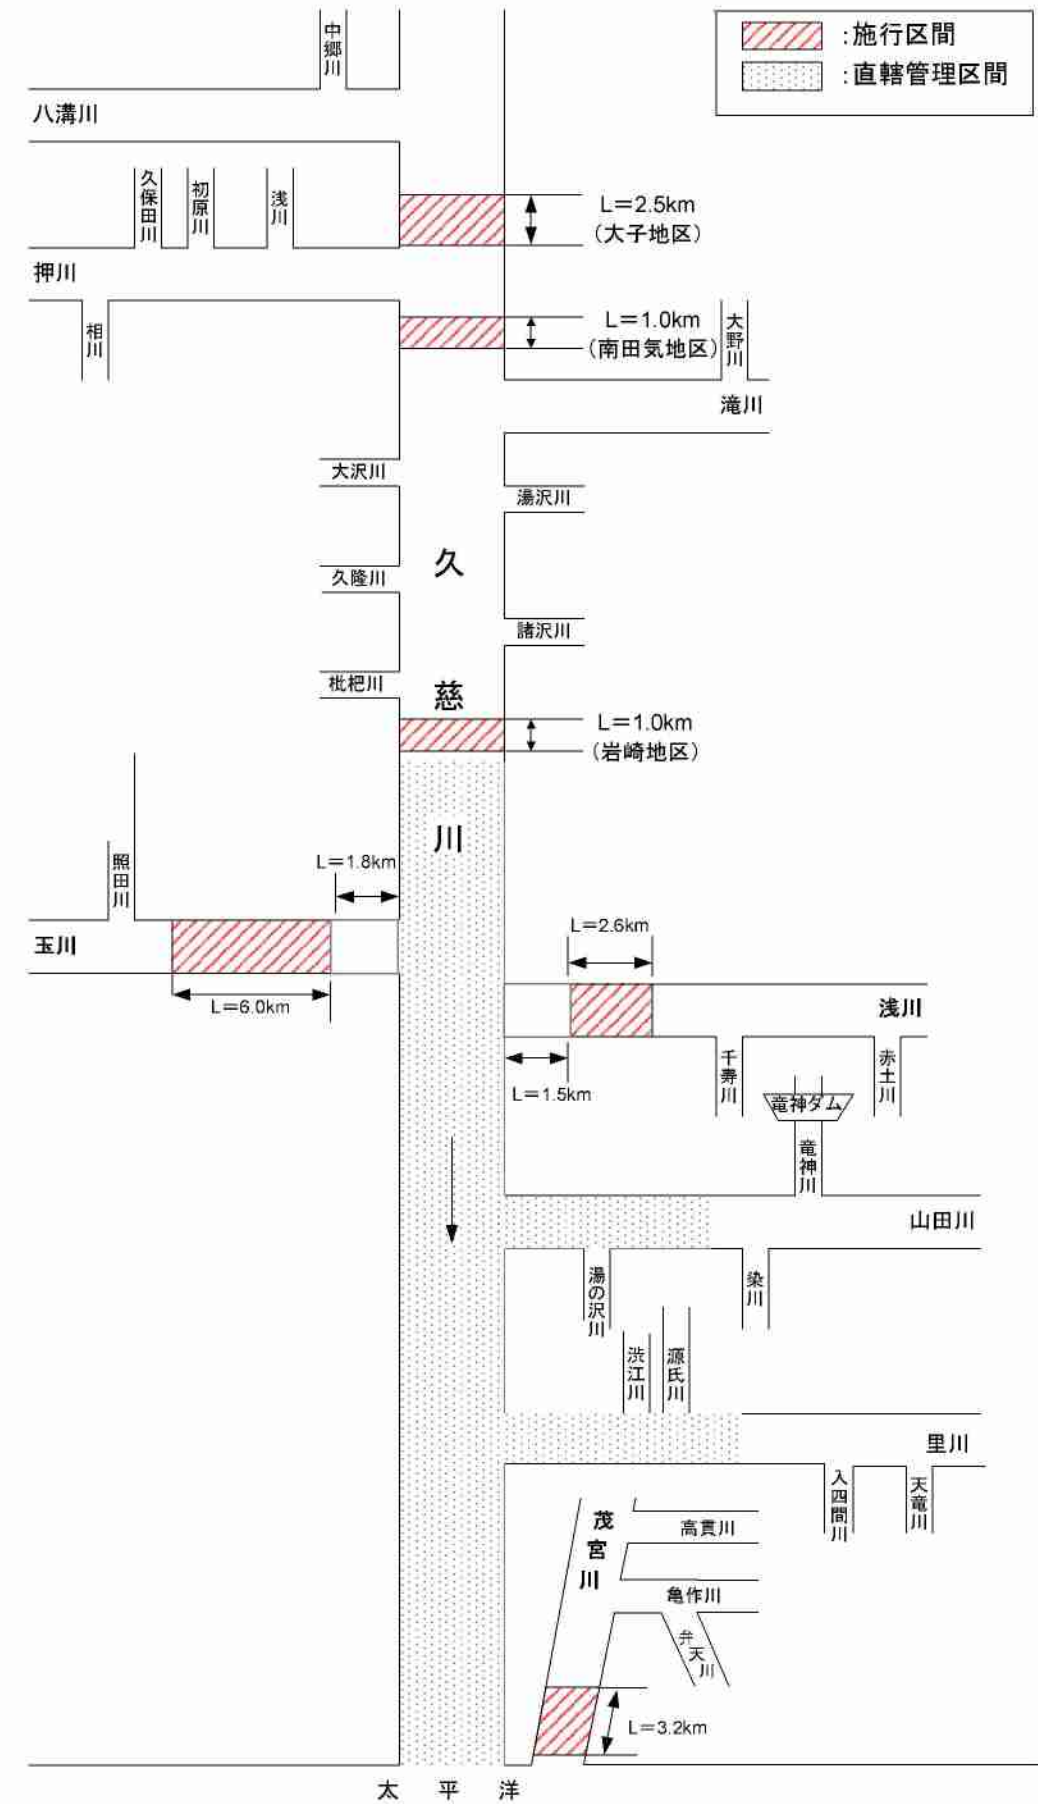 :施行区間
:直轄管理区間
中郷川
八溝川
久保田川
初原川
浅川
L=2.5km
(大子地区)
押川
相川
L=1.0km
(南田気地区)
大野川
滝川
大沢川
湯沢川
久隆川
諸沢川
枇杷川
久慈川
L=1.0km
(岩崎地区)
照田川
L=1.8km
玉川
L=6.0km
L=2.6km
浅川
L=1.5km
千寿川
赤土川
竜神ダム
竜神川
山田川
湯の沢川
染川
渋江川
源氏川
里川
入四間川
天竜川
茂宮川
高貫川
亀作川
弁天川
L=3.2km
太平洋